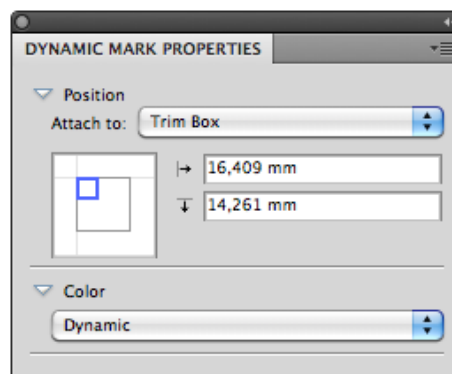 DYNAMIC MARK PROPERTIES
Position
Attach to: Trim Box
16,409 mm
14,261 mm
Color
Dynamic